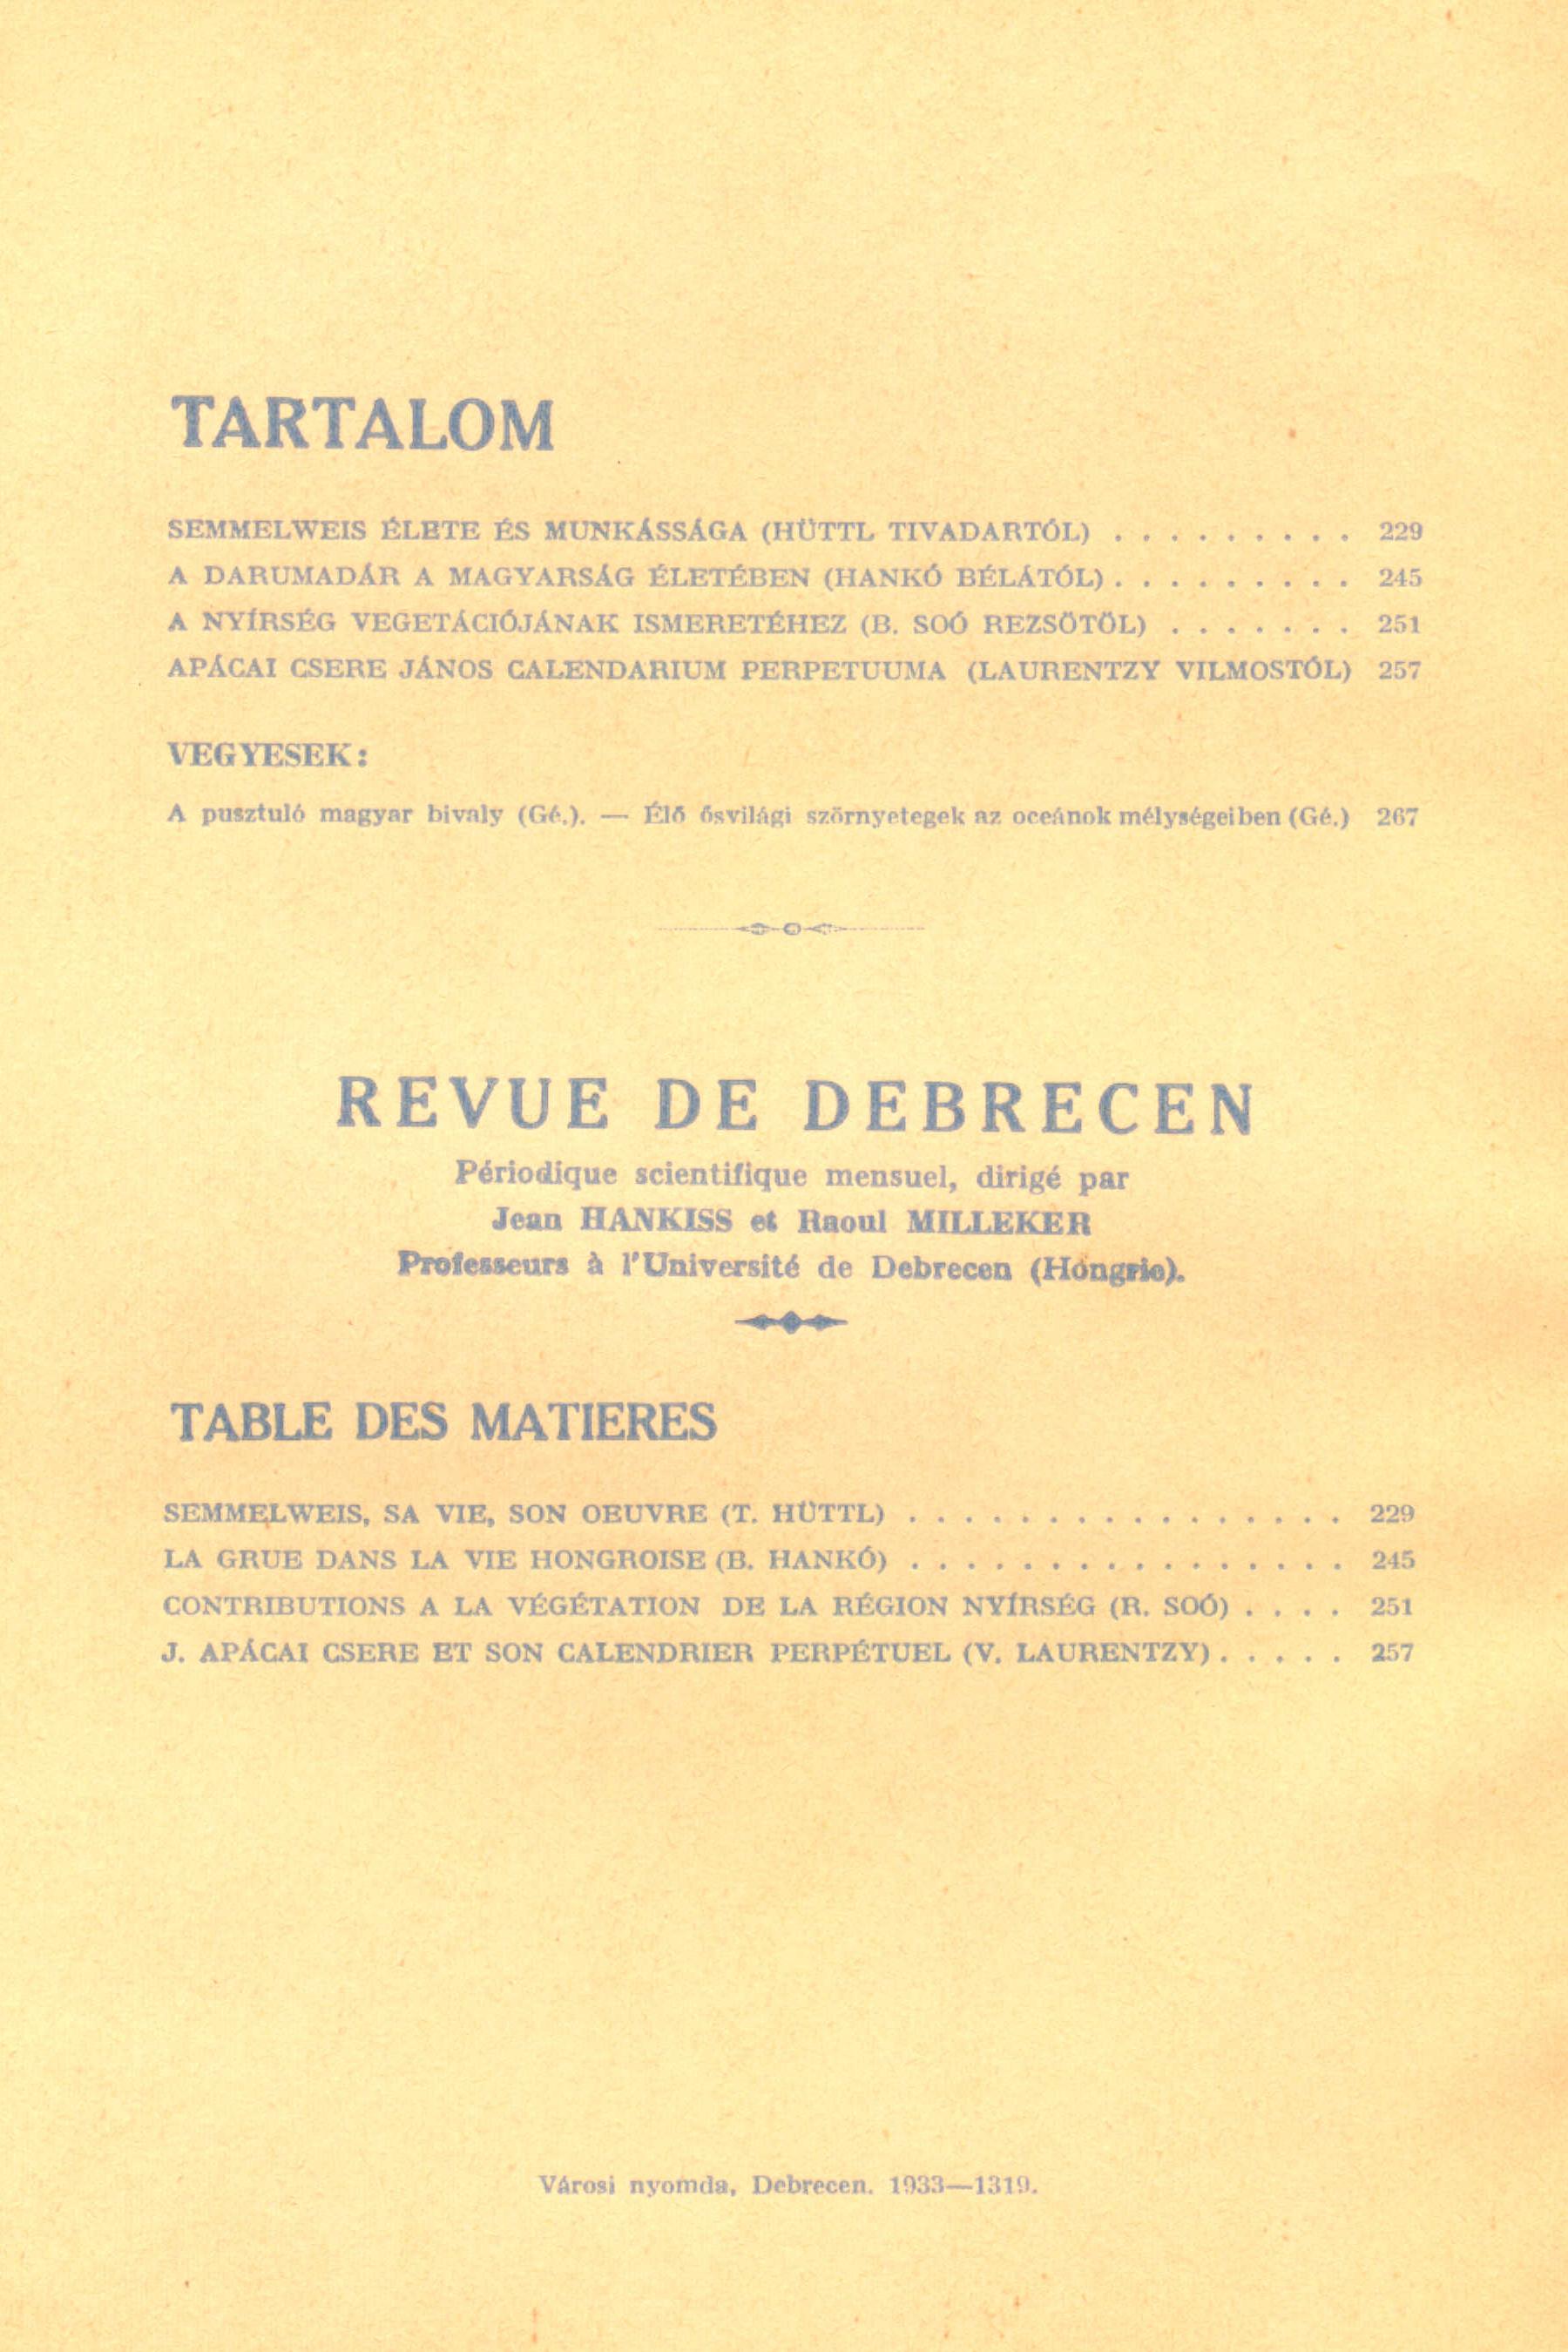 TARTALOM
SEMMELWEIS ÉLETE ÉS MUNKÁSSÁGA (HÜTTL TIVADARTÓL) . . . . . . . . . 229
A DARUMADÁR A MAGYARSÁG ÉLETÉBEN (HANKÓ BÉLÁTÓL) . . . . . . . . . 245
A NYÍRSÉG VEGETÁCIÓJÁNAK ISMERETÉHEZ (B. SOÓ REZSÖTÖL) . . . . . . . 251
APÁCAI CSERE JÁNOS CALENDARIUM PERPETUUMA (LAURENTZY VILMOSTÓL) 257
VEGYESEK:
A pusztuló magyar bivaly (Gé.). — Élő ősvilági szörnyetegek az oceánok mélységeiben (Gé.) 267
REVUE DE DEBRECEN
Périodique scientifique mensuel, dirigé par
Jean HANKISS et Raoul MILLEKER
Professeurs à l'Université de Debrecen (Hongrie).
TABLE DES MATIERES
SEMMELWEIS, SA VIE, SON OEUVRE (T. HÜTTL) . . . . . . . . . . . . . . . . 229
LA GRUE DANS LA VIE HONGROISE (B. HANKÓ) . . . . . . . . . . . . . . . . 245
CONTRIBUTIONS A LA VÉGÉTATION DE LA RÉGION NYÍRSÉG (R. SOÓ) . . . . 251
J. APÁCAI CSERE ET SON CALENDRIER PERPÉTUEL (V. LAURENTZY) . . . . . 257
Városi nyomda, Debrecen. 1933—1319.